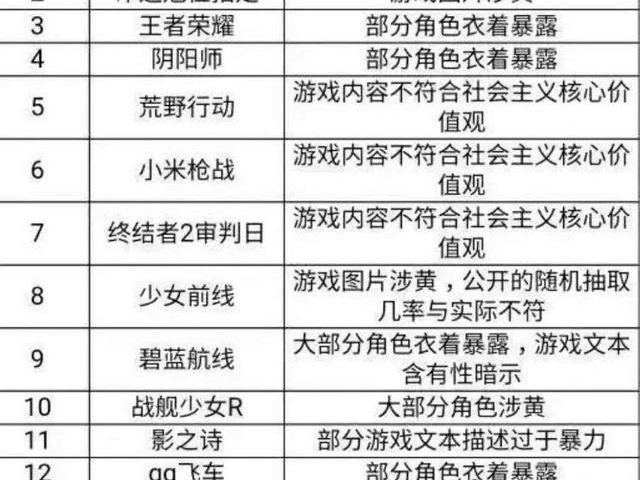 3 王者荣耀 部分角色衣着暴露
4 阴阳师 部分角色衣着暴露
5 荒野行动 游戏内容不符合社会主义核心价
值观
6 小米枪战 游戏内容不符合社会主义核心价
值观
7 终结者2审判日 游戏内容不符合社会主义核心价
值观
8 少女前线 游戏图片涉黄，公开的随机抽取
几率与实际不符
9 碧蓝航线 大部分角色衣着暴露，游戏文本
含有性暗示
10 战舰少女R 大部分角色涉黄
11 影之诗 部分游戏文本描述过于暴力
12 qq飞车 部分角色衣着暴露